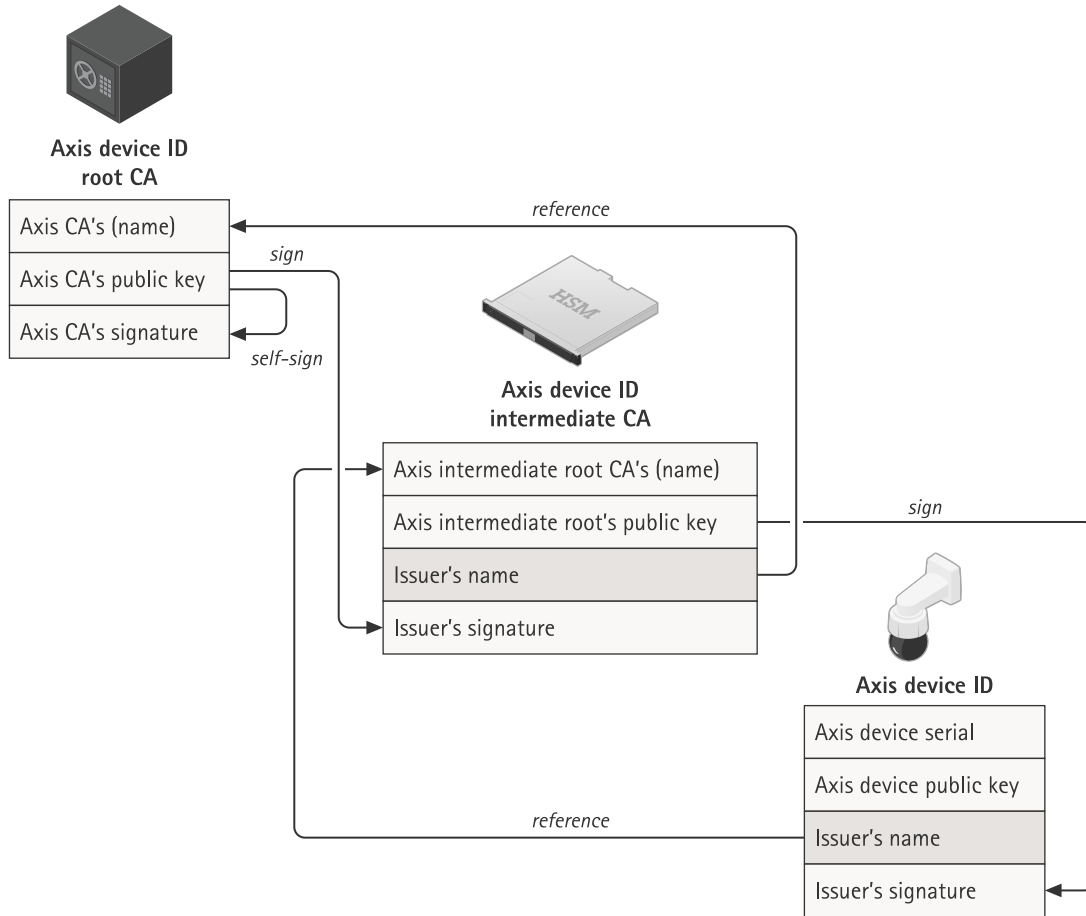 Axis device ID
root CA
Axis CA's (name)
Axis CA's public key
Axis CA's signature
reference
sign
self-sign
HSM
Axis device ID
intermediate CA
Axis intermediate root CA's (name)
Axis intermediate root's public key
Issuer's name
Issuer's signature
sign
Axis device ID
Axis device serial
Axis device public key
Issuer's name
Issuer's signature
reference